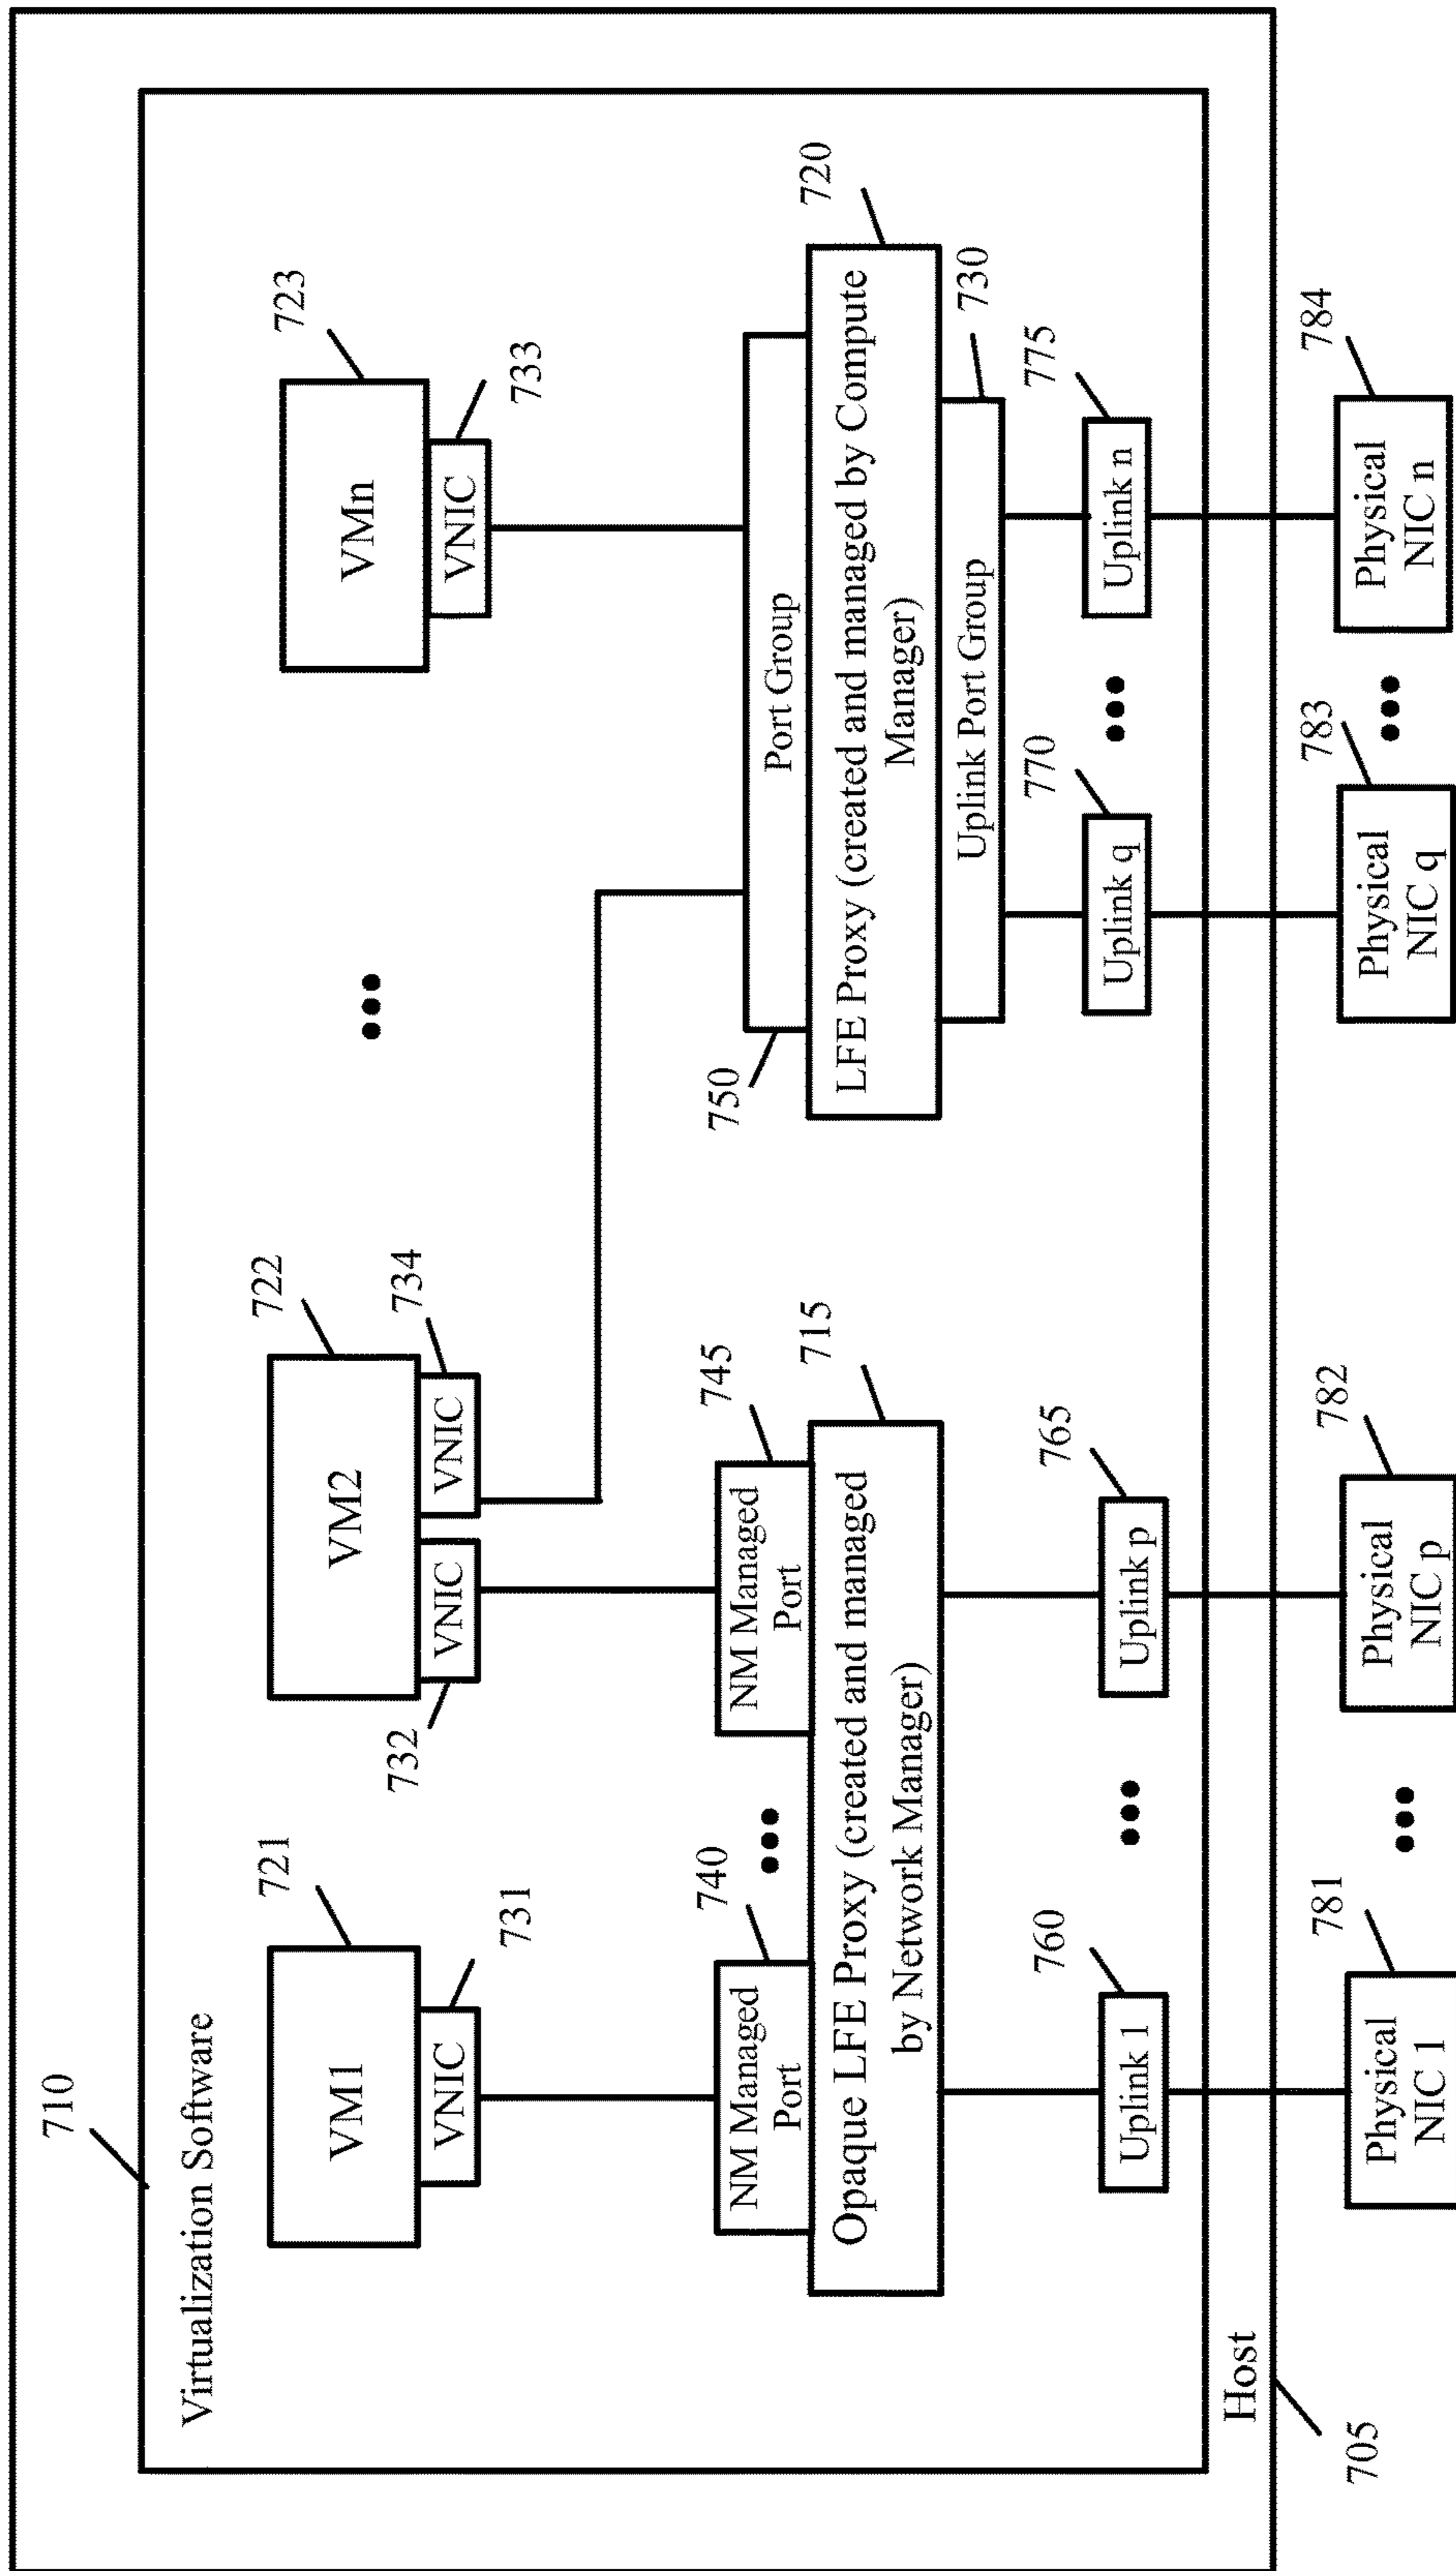 710
Virtualization Software
721
722
723
VM1
VM2
VMn
VNIC
VNIC
VNIC
VNIC
731
732
734
733
740
745
750
720
NM Managed
Port
NM Managed
Port
Port Group
715
Opaque LFE Proxy (created and managed
by Network Manager)
LFE Proxy (created and managed by Compute
Manager)
730
Uplink Port Group
760
765
770
775
Uplink 1
Uplink p
Uplink q
Uplink n
Host
705
781
782
783
784
Physical
NIC 1
Physical
NIC p
Physical
NIC q
Physical
NIC n